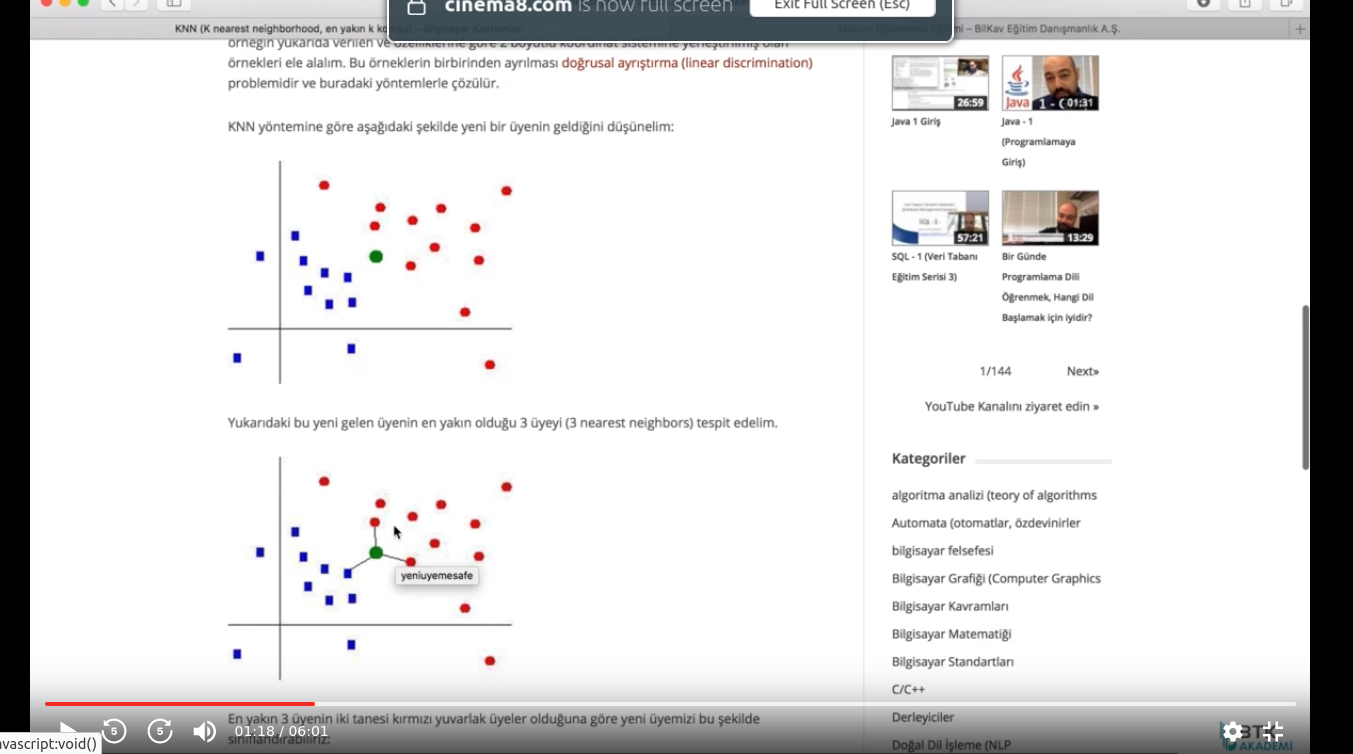 cinema8.com is now full screen
Exit Full Screen (Esc)
KNN (K nearest neighborhood, en yakın k
– BilKav Eğitim Danışmanlık A.Ş.
örneğin yukarıda verilen ve özelliklerine göre 2 boyutlu koordinat sistemine yerleştirilmiş olan
örnekleri ele alalım. Bu örneklerin birbirinden ayrılması doğrusal ayrıştırma (linear discrimination)
problemidir ve buradaki yöntemlerle çözülür.
KNN yöntemine göre aşağıdaki şekilde yeni bir üyenin geldiğini düşünelim:
Yukarıdaki bu yeni gelen üyenin en yakın olduğu 3 üyeyi (3 nearest neighbors) tespit edelim.
yeniuyemesafe
En yakın 3 üyenin iki tanesi kırmızı yuvarlak üyeler olduğuna göre yeni üyemizi bu şekilde
sınıflandırabiliriz:
26:59
Java 1 Giriş
Java
01:31
Java - 1
(Programlamaya
Giriş)
SQL -1-
57:21
SQL - 1 (Veri Tabanı
Eğitim Serisi 3)
13:29
Bir Günde
Programlama Dili
Öğrenmek, Hangi Dil
Başlamak için iyidir?
1/144 Next»
YouTube Kanalını ziyaret edin »
Kategoriler
algoritma analizi (teory of algorithms
Automata (otomatlar, özdevinirler
bilgisayar felsefesi
Bilgisayar Grafiği (Computer Graphics
Bilgisayar Kavramları
Bilgisayar Matematiği
Bilgisayar Standartları
C/C++
Derleyiciler
Doğal Dil İşleme (NLP
5
5
01:18 / 06:01
BTK
AKADEMİ
avascript:void()